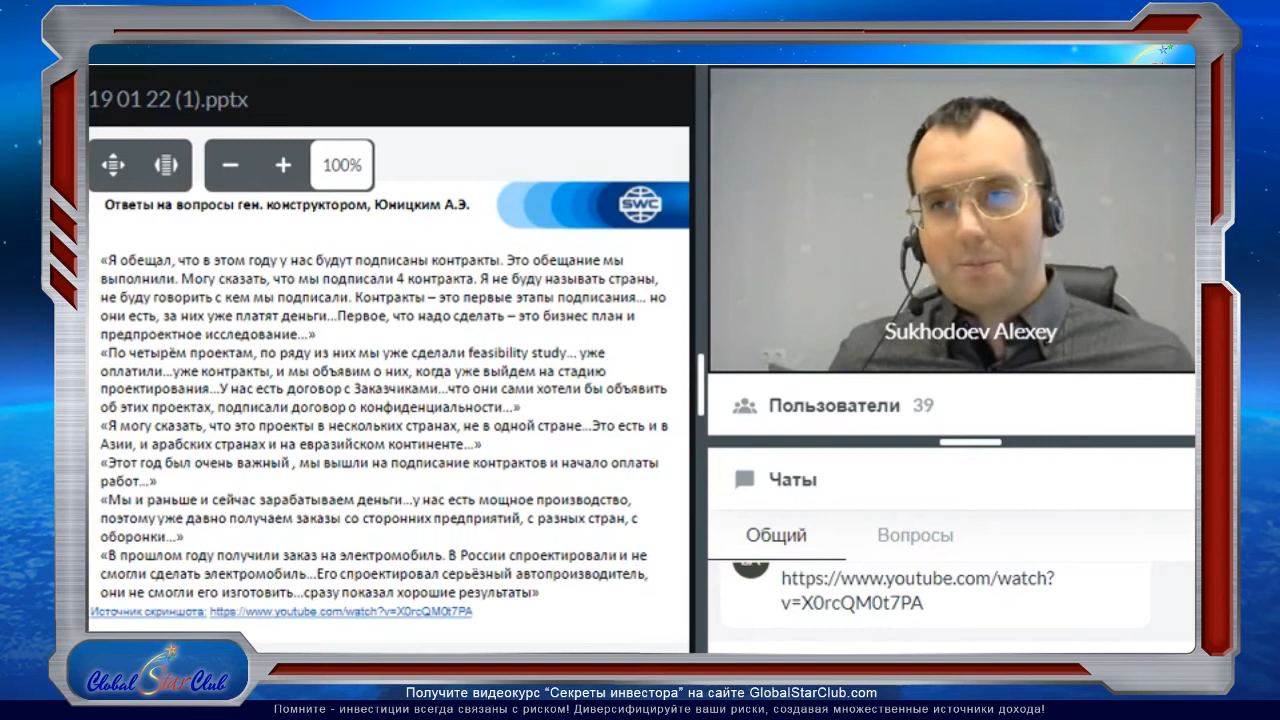 19 01 22 (1).pptx
100%
Ответы на вопросы ген. конструктором, Юницким А.Э.
SWC
«Я обещал, что в этом году у нас будут подписаны контракты. Это обещание мы
выполнили. Могу сказать, что мы подписали 4 контракта. Я не буду называть страны,
не буду говорить с кем мы подписали. Контракты – это первые этапы подписания... но
они есть, за них уже платят деньги...Первое, что надо сделать – это бизнес план и
предпроектное исследование...»
«По четырём проектам, по ряду из них мы уже сделали feasibility study... уже
оплатили...уже контракты, и мы объявим о них, когда уже выйдем на стадию
проектирования...У нас есть договор с Заказчиками...что они сами хотели бы объявить
об этих проектах, подписали договор о конфиденциальности...»
«Я могу сказать, что это проекты в нескольких странах, не в одной стране...Это есть и в
Азии, и арабских странах и на евразийском континенте...»
«Этот год был очень важный , мы вышли на подписание контрактов и начало оплаты
работ...»
«Мы и раньше и сейчас зарабатываем деньги...у нас есть мощное производство,
поэтому уже давно получаем заказы со сторонних предприятий, с разных стран, с
оборонки...»
«В прошлом году получили заказ на электромобиль. В России спроектировали и не
смогли сделать электромобиль...Его спроектировал серьёзный автопроизводитель,
они не смогли его изготовить...сразу показал хорошие результаты»
Источник скриншота: https://www.youtube.com/watch?v=X0rcQM0t7PA
Sukhodoev Alexey
Пользователи 39
Чаты
Общий Вопросы
https://www.youtube.com/watch?
v=X0rcQM0t7PA
Global Star Club
Получите видеокурс "Секреты инвестора" на сайте GlobalStarClub.com
Помните - инвестиции всегда связаны с риском! Диверсифицируйте ваши риски, создавая множественные источники дохода!